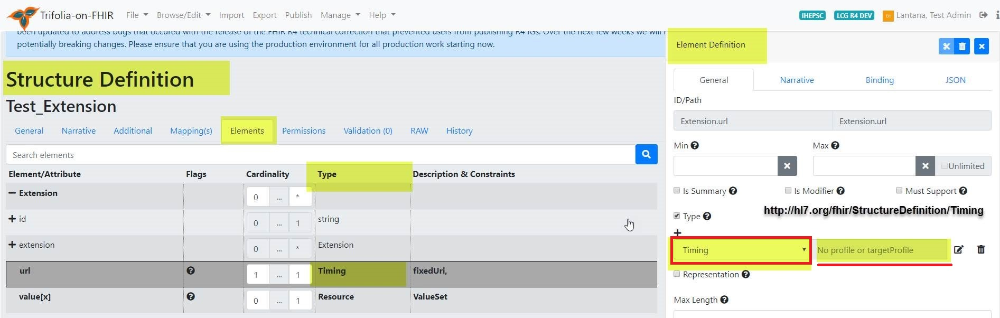 Trifolia-on-FHIR File Browse/Edit Import Export Publish Manage Help IHEPSC LCG R4 DEV Lantana, Test Admin
been updated to address bugs that occured with the release of the FHIR R4 technical correction that prevented users from publishing R4 IGs. Over the next few weeks we will
potentially breaking changes. Please ensure that you are using the production environment for all production work starting now.
Structure Definition
Test_Extension
General Narrative Additional Mapping(s) Elements Permissions Validation (0) RAW History
Search elements
Element/Attribute Flags Cardinality Type Description & Constraints
Extension 0 ... *
id 0 ... 1 string
extension 0 ... * Extension
url 1 ... 1 Timing fixedUri,
value[x] 0 ... 1 Resource ValueSet
Element Definition
General Narrative Binding JSON
ID/Path
Extension.url Extension.url
Min Max
Unlimited
Is Summary Is Modifier Must Support
http://hl7.org/fhir/StructureDefinition/Timing
Type
Timing No profile or targetProfile
Representation
Max Length